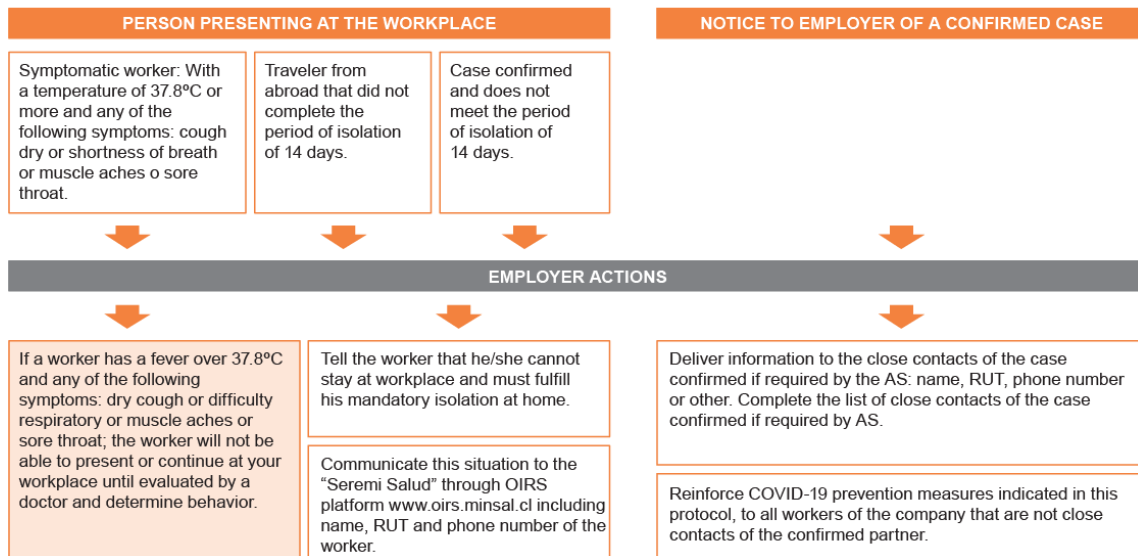 PERSON PRESENTING AT THE WORKPLACE
NOTICE TO EMPLOYER OF A CONFIRMED CASE
Symptomatic worker: With
a temperature of 37.8ºC or
more and any of the
following symptoms: cough
dry or shortness of breath
or muscle aches o sore
throat.
Traveler from
abroad that did not
complete the
period of isolation
of 14 days.
Case confirmed
and does not
meet the period
of isolation of
14 days.
EMPLOYER ACTIONS
If a worker has a fever over 37.8ºC
and any of the following
symptoms: dry cough or difficulty
respiratory or muscle aches or
sore throat; the worker will not be
able to present or continue at your
workplace until evaluated by a
doctor and determine behavior.
Tell the worker that he/she cannot
stay at workplace and must fulfill
his mandatory isolation at home.
Communicate this situation to the
“Seremi Salud” through OIRS
platform www.oirs.minsal.cl including
name, RUT and phone number of the
worker.
Deliver information to the close contacts of the case
confirmed if required by the AS: name, RUT, phone number
or other. Complete the list of close contacts of the case
confirmed if required by AS.
Reinforce COVID-19 prevention measures indicated in this
protocol, to all workers of the company that are not close
contacts of the confirmed partner.